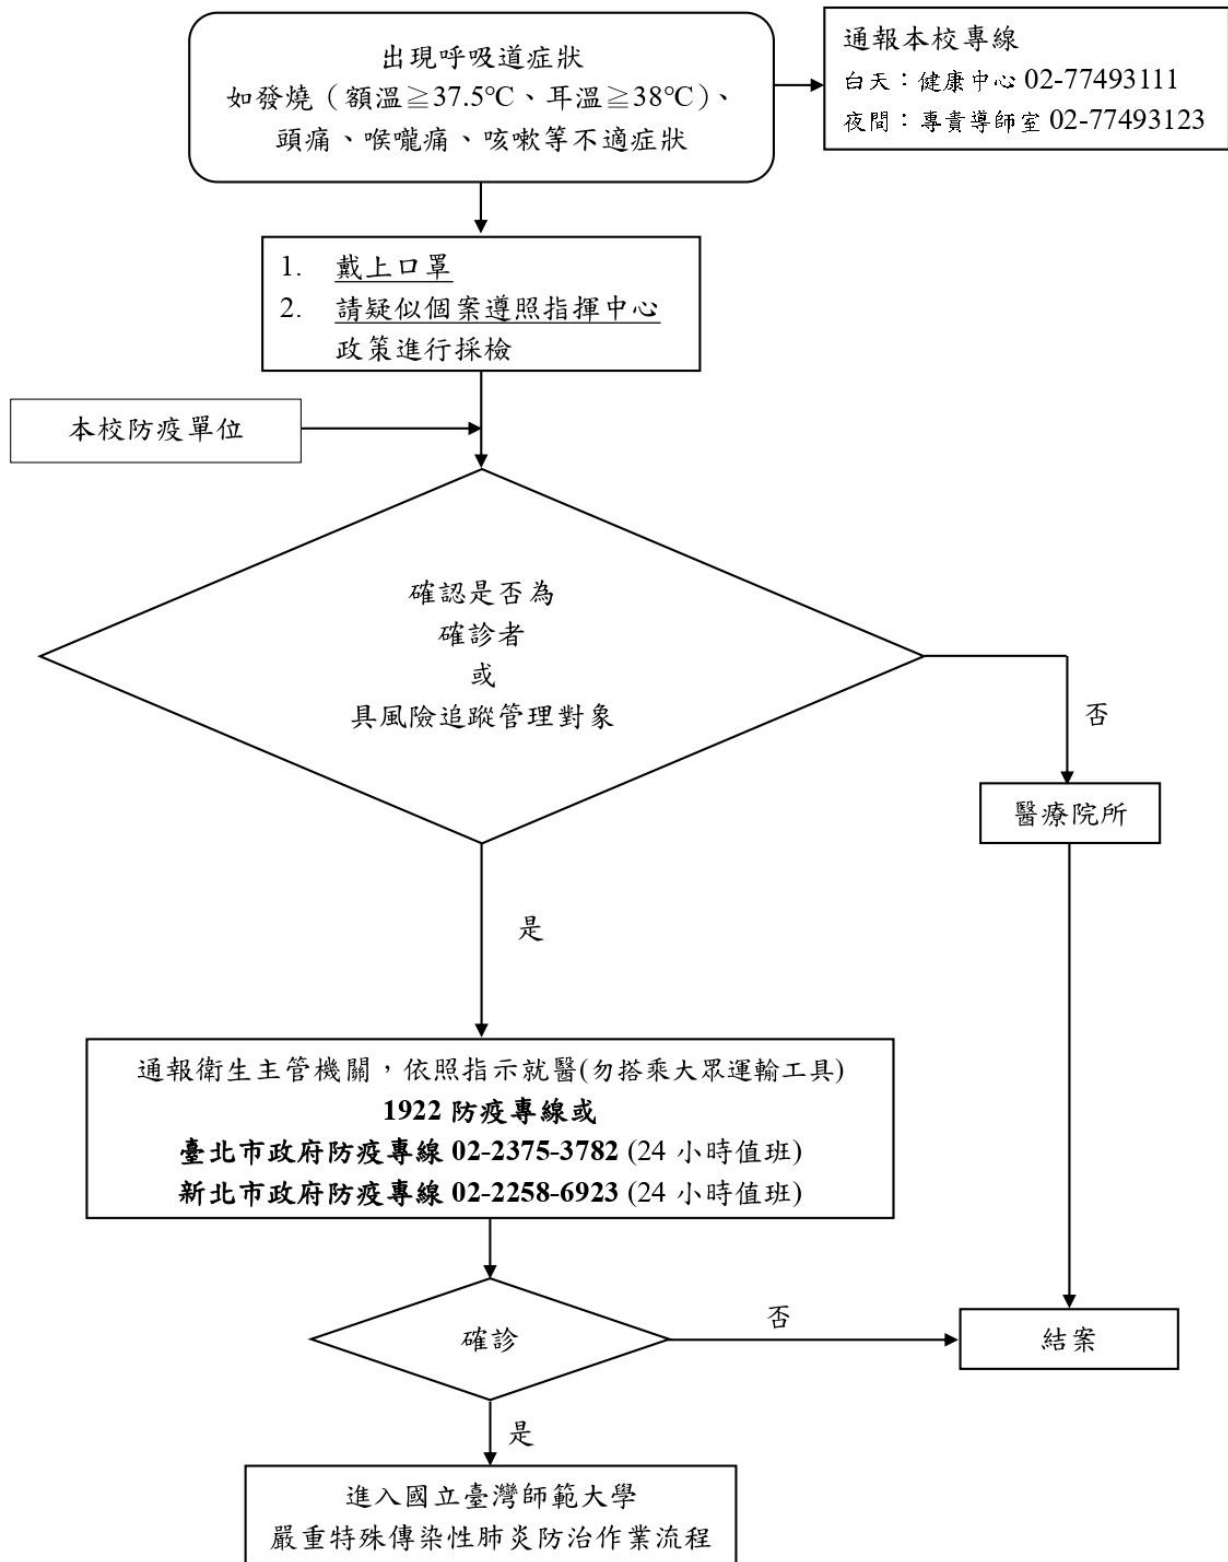 出現呼吸道症狀
如發燒（額溫≧37.5℃、耳溫≧38℃）、
頭痛、喉嚨痛、咳嗽等不適症狀
通報本校專線
白天：健康中心 02-77493111
夜間：專責導師室 02-77493123
1. 戴上口罩
2. 請疑似個案遵照指揮中心
政策進行採檢
本校防疫單位
確認是否為
確診者
或
具風險追蹤管理對象
否
醫療院所
是
通報衛生主管機關，依照指示就醫(勿搭乘大眾運輸工具)
1922 防疫專線或
臺北市政府防疫專線 02-2375-3782 (24 小時值班)
新北市政府防疫專線 02-2258-6923 (24 小時值班)
確診
否
結案
是
進入國立臺灣師範大學
嚴重特殊傳染性肺炎防治作業流程